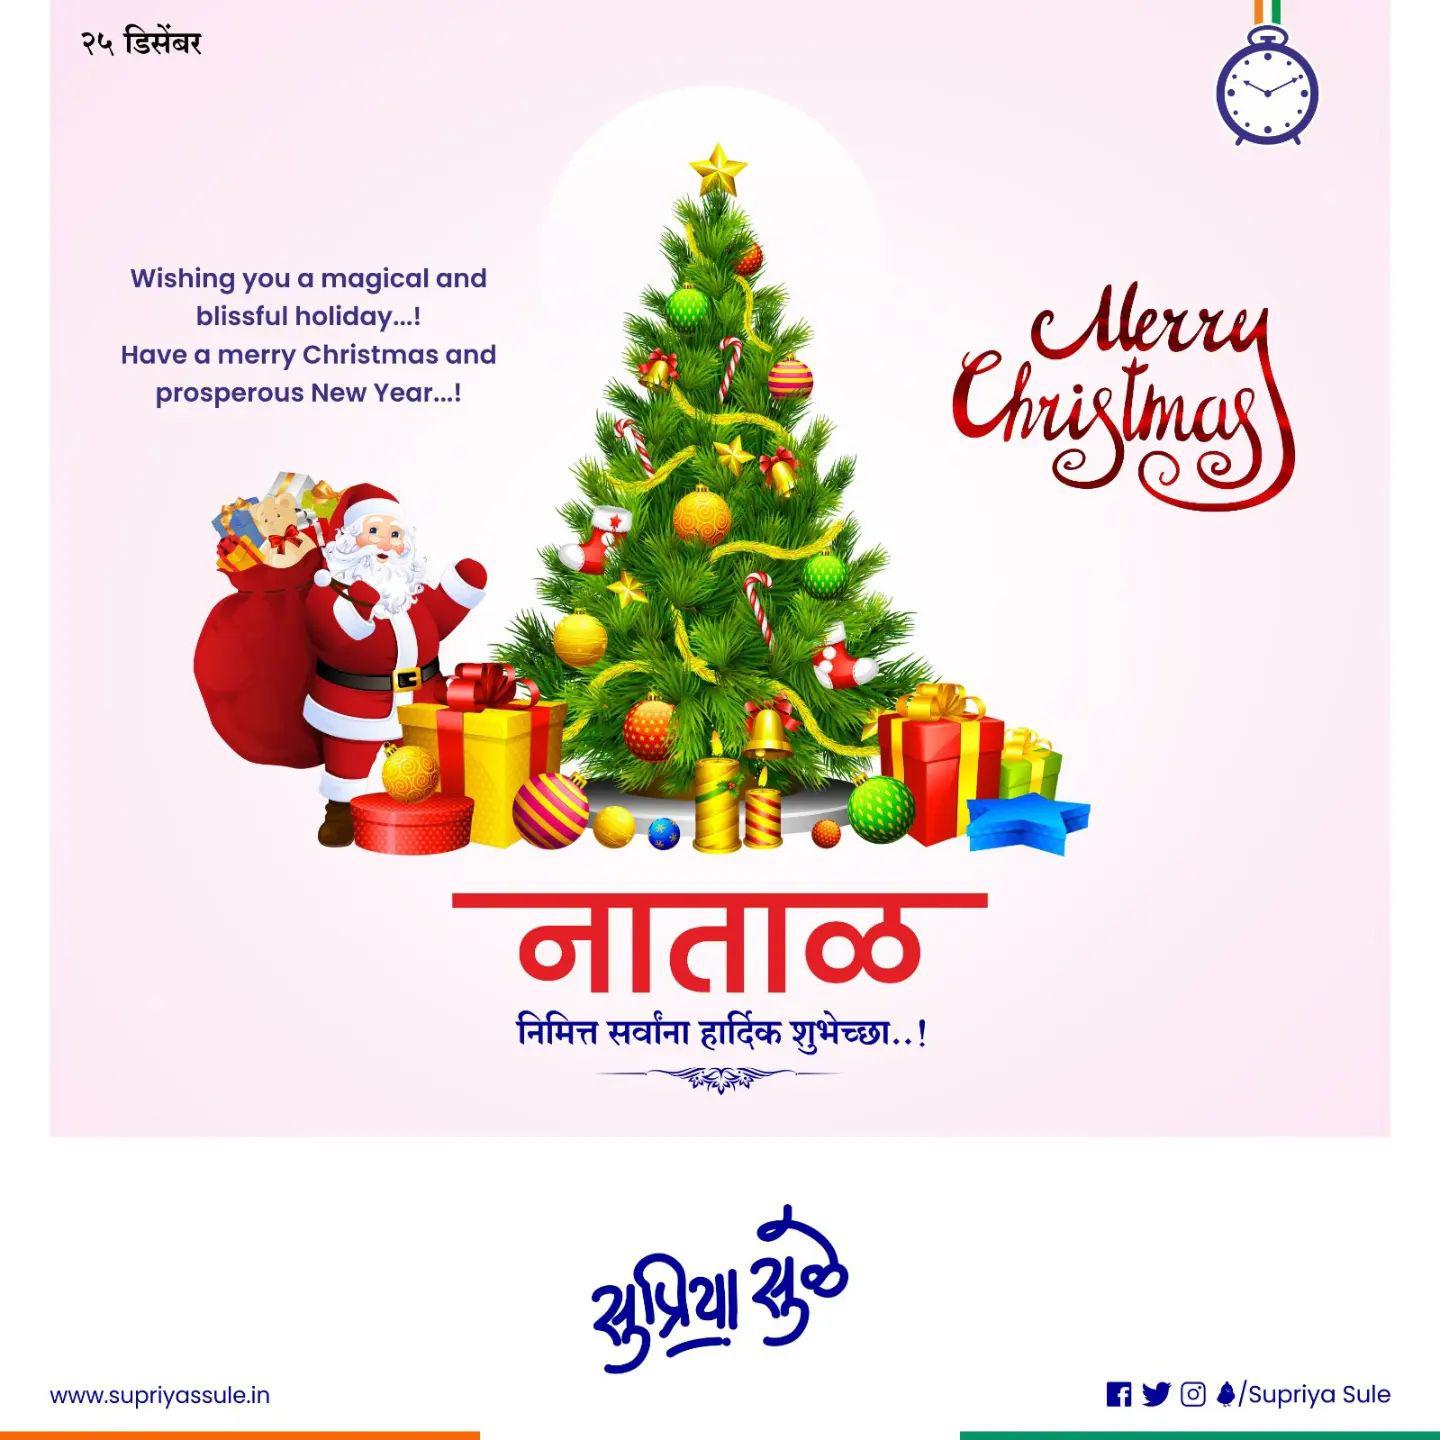 २५ डिसेंबर
Wishing you a magical and
blissful holiday...!
Have a merry Christmas and
prosperous New Year...!
Merry
Christmas
नाताळ
निमित्त सर्वांना हार्दिक शुभेच्छा..!
सुप्रिया सुळे
www.supriyassule.in
/Supriya Sule